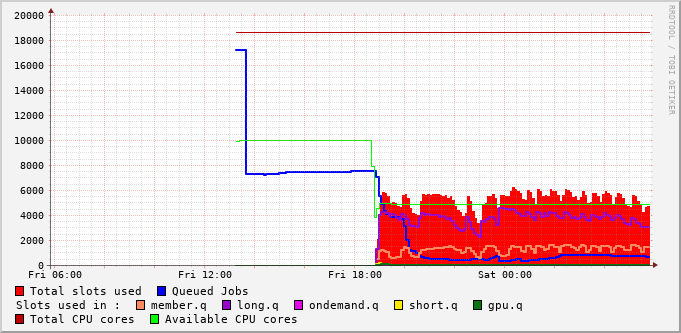 20000
18000
16000
14000
12000
10000
8000
6000
4000
2000
0
Fri 06:00 Fri 12:00 Fri 18:00 Sat 00:00
RRDTOOL / TOBI OETIKER
Total slots used Queued Jobs
Slots used in : member.q long.q ondemand.q short.q gpu.q
Total CPU cores Available CPU cores